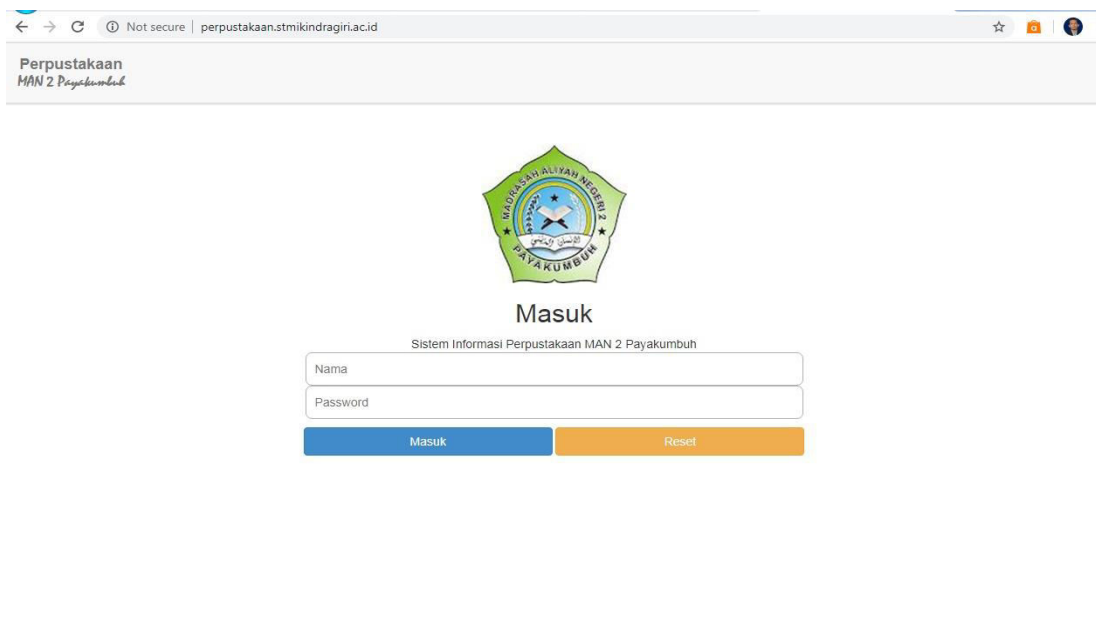 Not secure | perpustakaan.stmikindragiri.ac.id
Perpustakaan
MAN 2 Payakumbuh
MADRASAH ALIYAH NEGERI 2
PAYAKUMBUH
Masuk
Sistem Informasi Perpustakaan MAN 2 Payakumbuh
Nama
Password
Masuk Reset